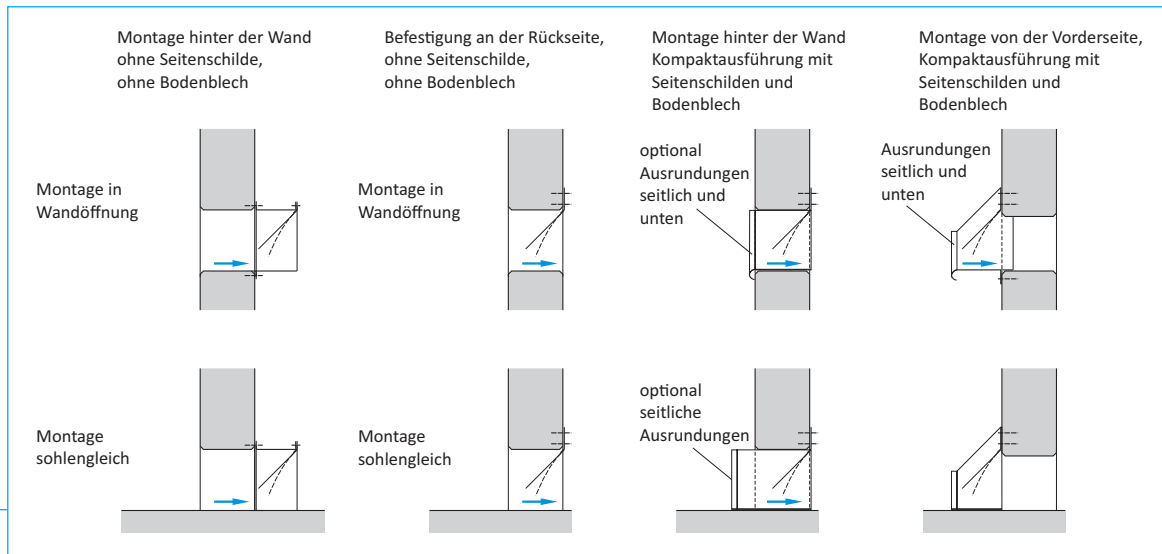 Montage hinter der Wand
ohne Seitenschilde,
ohne Bodenblech
Befestigung an der Rückseite,
ohne Seitenschilde,
ohne Bodenblech
Montage hinter der Wand
Kompaktausführung mit
Seitenschilden und
Bodenblech
Montage von der Vorderseite,
Kompaktausführung mit
Seitenschilden und
Bodenblech
Montage in
Wandöffnung
Montage in
Wandöffnung
optional
Ausrundungen
seitlich und
unten
Ausrundungen
seitlich und
unten
Montage
sohlengleich
Montage
sohlengleich
optional
seitliche
Ausrundungen